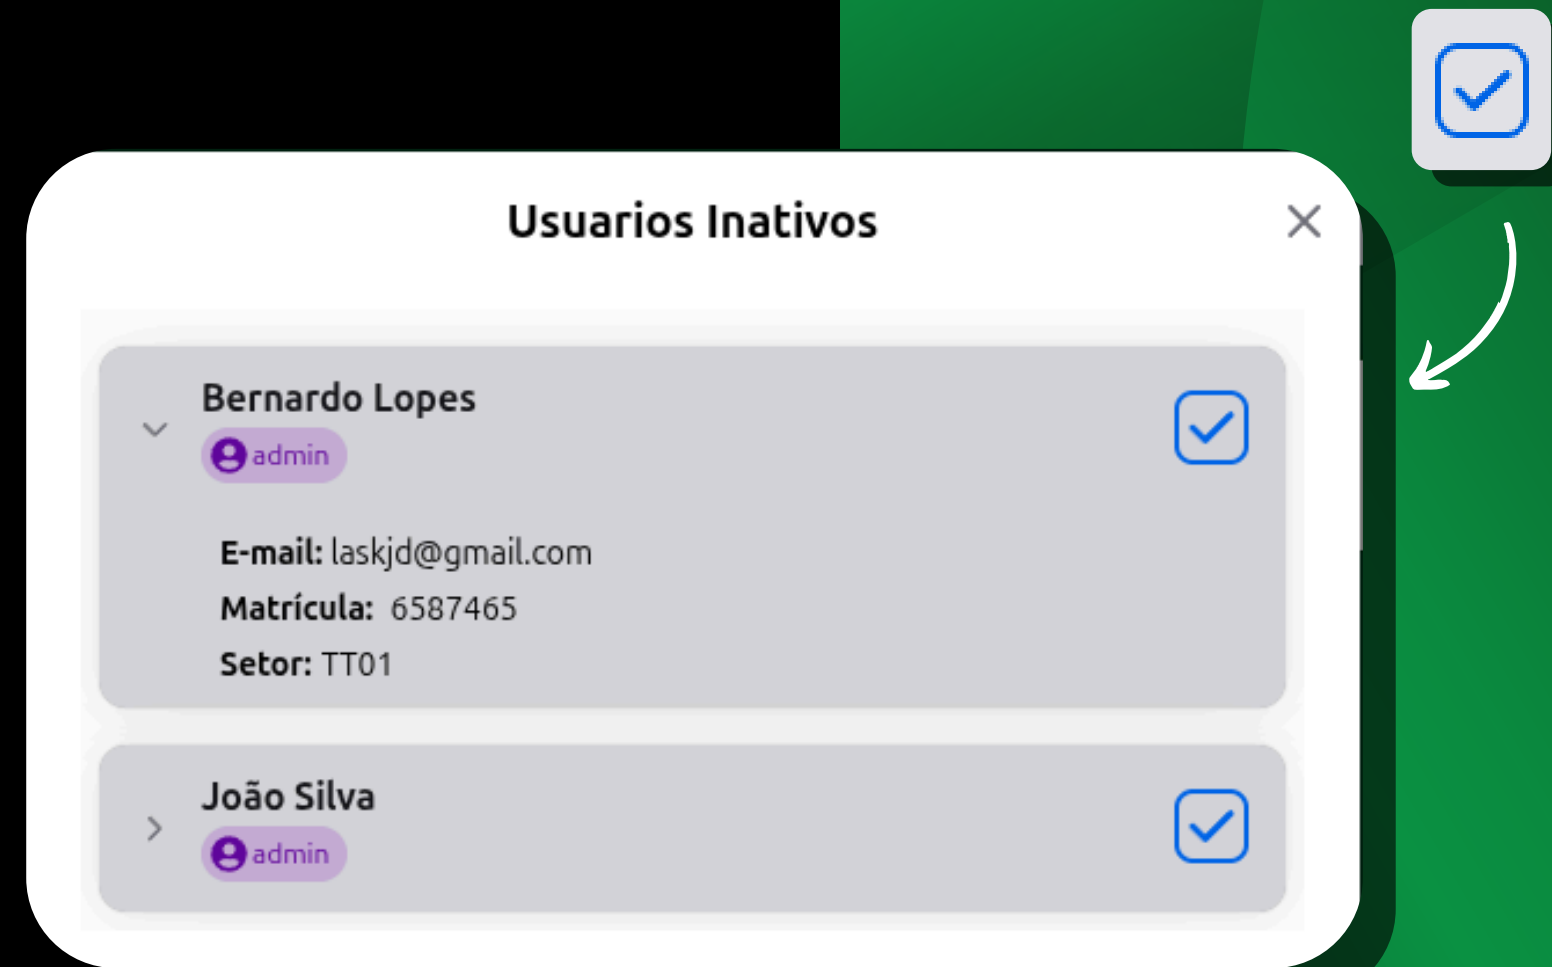 Usuarios Inativos
Bernardo Lopes
admin
E-mail: laskjd@gmail.com
Matrícula: 6587465
Setor: TT01
João Silva
admin